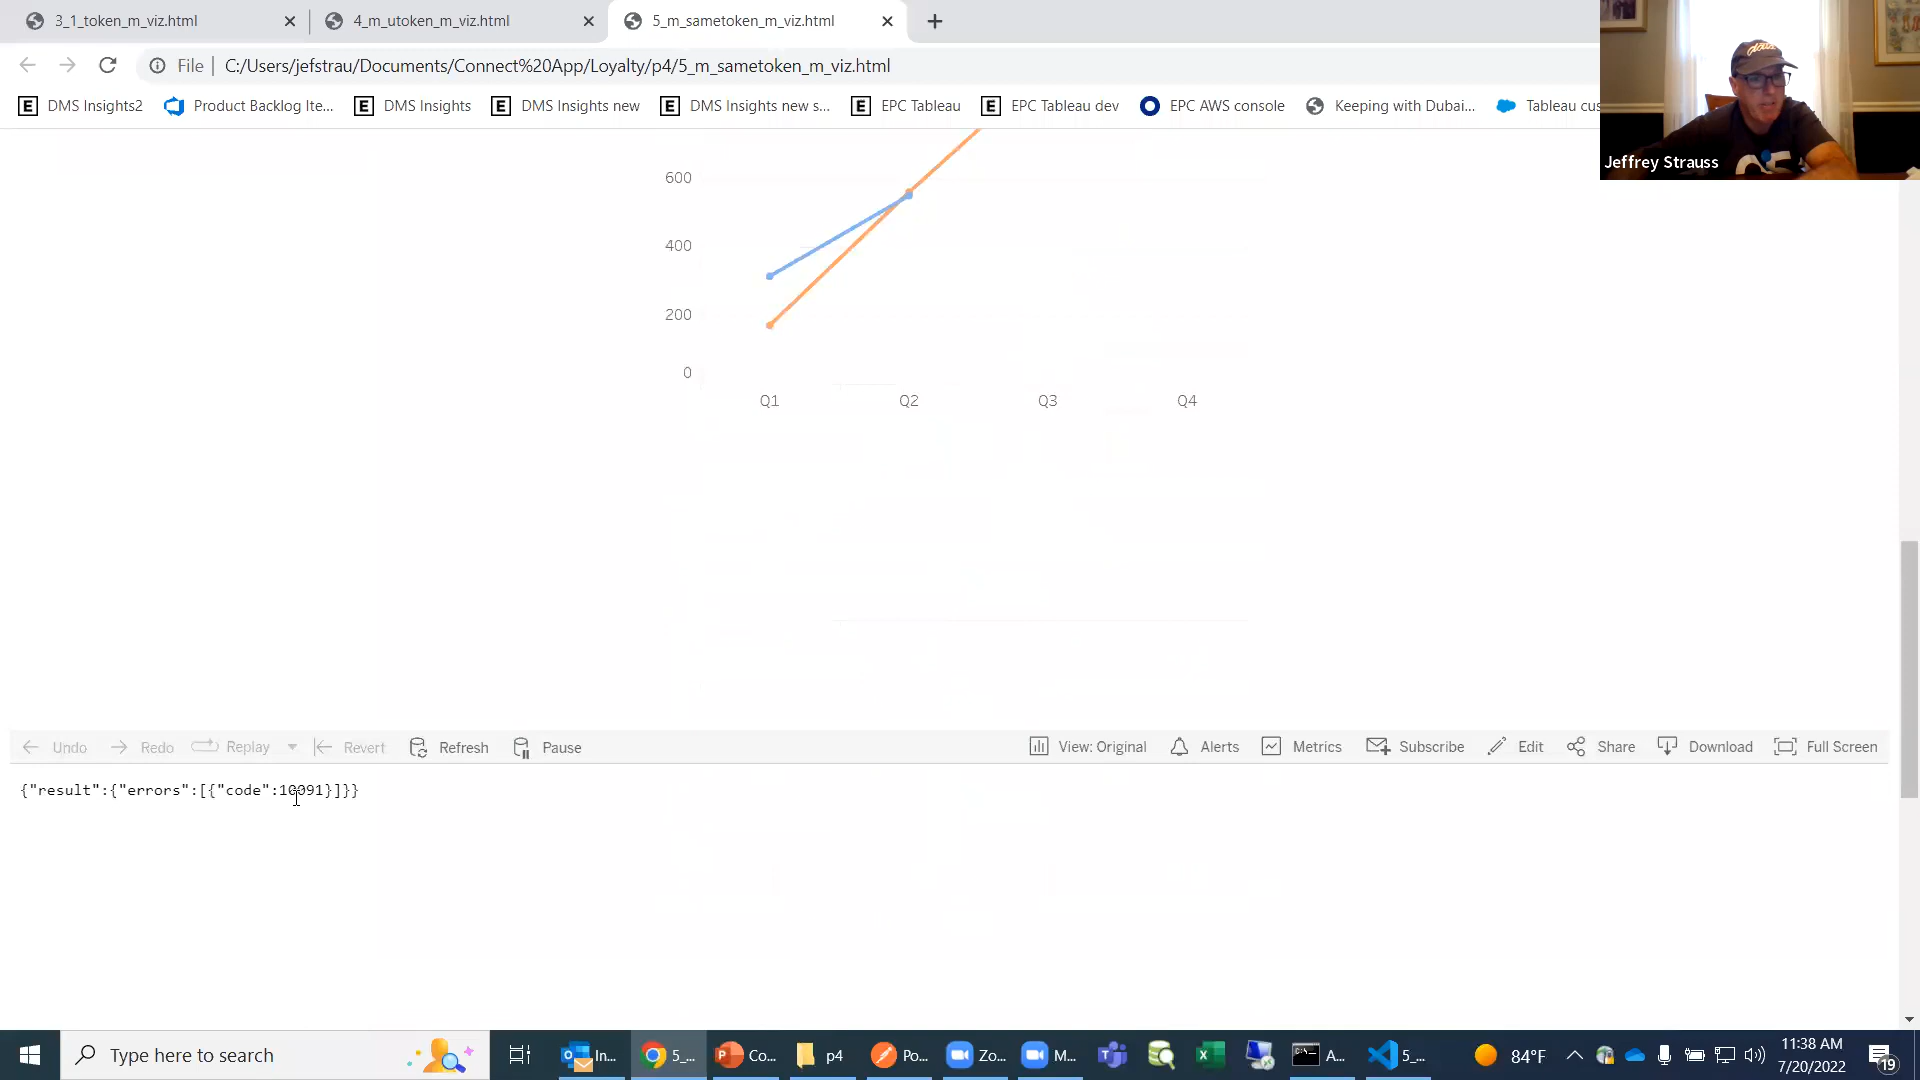 3_1_token_m_viz.html
4_m_utoken_m_viz.html
5_m_sametoken_m_viz.html
File
C:/Users/jefstrau/Documents/Connect%20App/Loyalty/p4/5_m_sametoken_m_viz.html
DMS Insights2
Product Backlog Ite...
DMS Insights
DMS Insights new
DMS Insights new s...
EPC Tableau
EPC Tableau dev
EPC AWS console
Keeping with Dubai...
Tableau cus
Jeffrey Strauss
600
400
200
0
Q1 Q2 Q3 Q4
Undo Redo Replay Revert Refresh Pause View: Original Alerts Metrics Subscribe Edit Share Download Full Screen
{"result":{"errors":[{"code":10091}]}}
Type here to search
In...
5_...
Co...
p4
Po...
Zo...
M...
A...
5_...
84°F
11:38 AM
7/20/2022
19